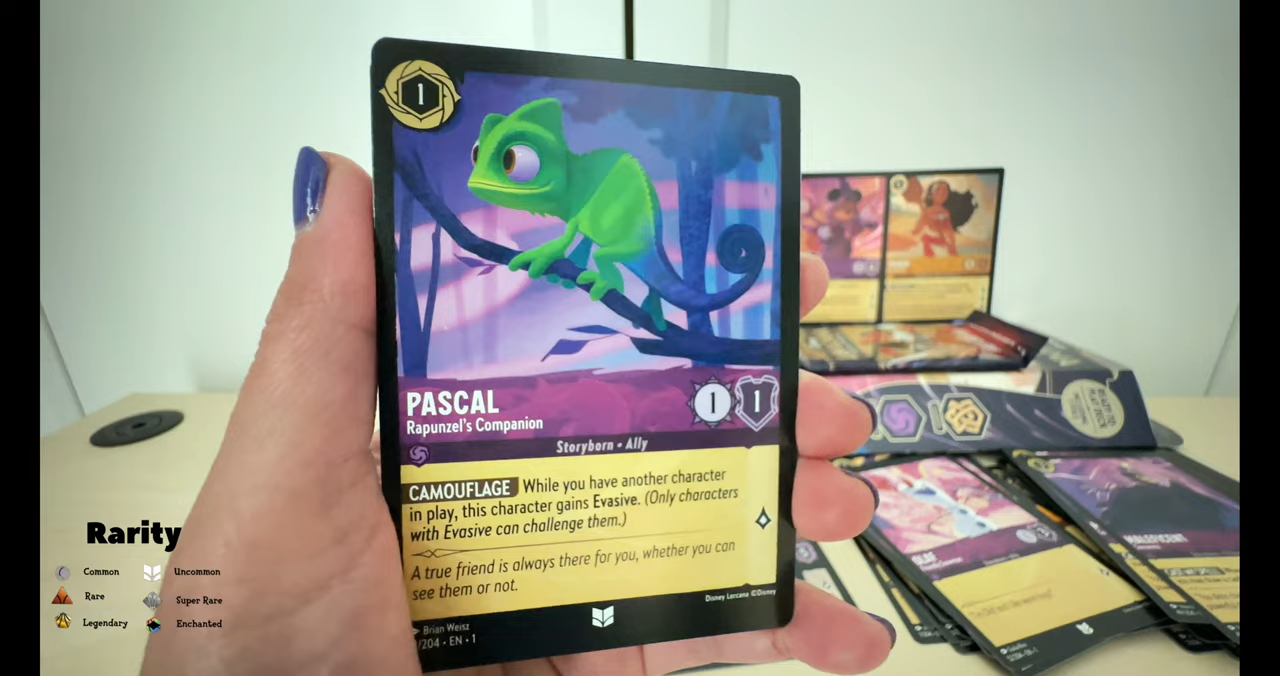 1
PASCAL
Rapunzel's Companion
1
1
Storyborn • Ally
CAMOUFLAGE While you have another character
in play, this character gains Evasive. (Only characters
with Evasive can challenge them.)
A true friend is always there for you, whether you can
see them or not.
Disney Lorcana ©Disney
Brian Weisz
/204 • EN • 1
Rarity
Common
Uncommon
Rare
Super Rare
Legendary
Enchanted
OLAF
MALEFICENT